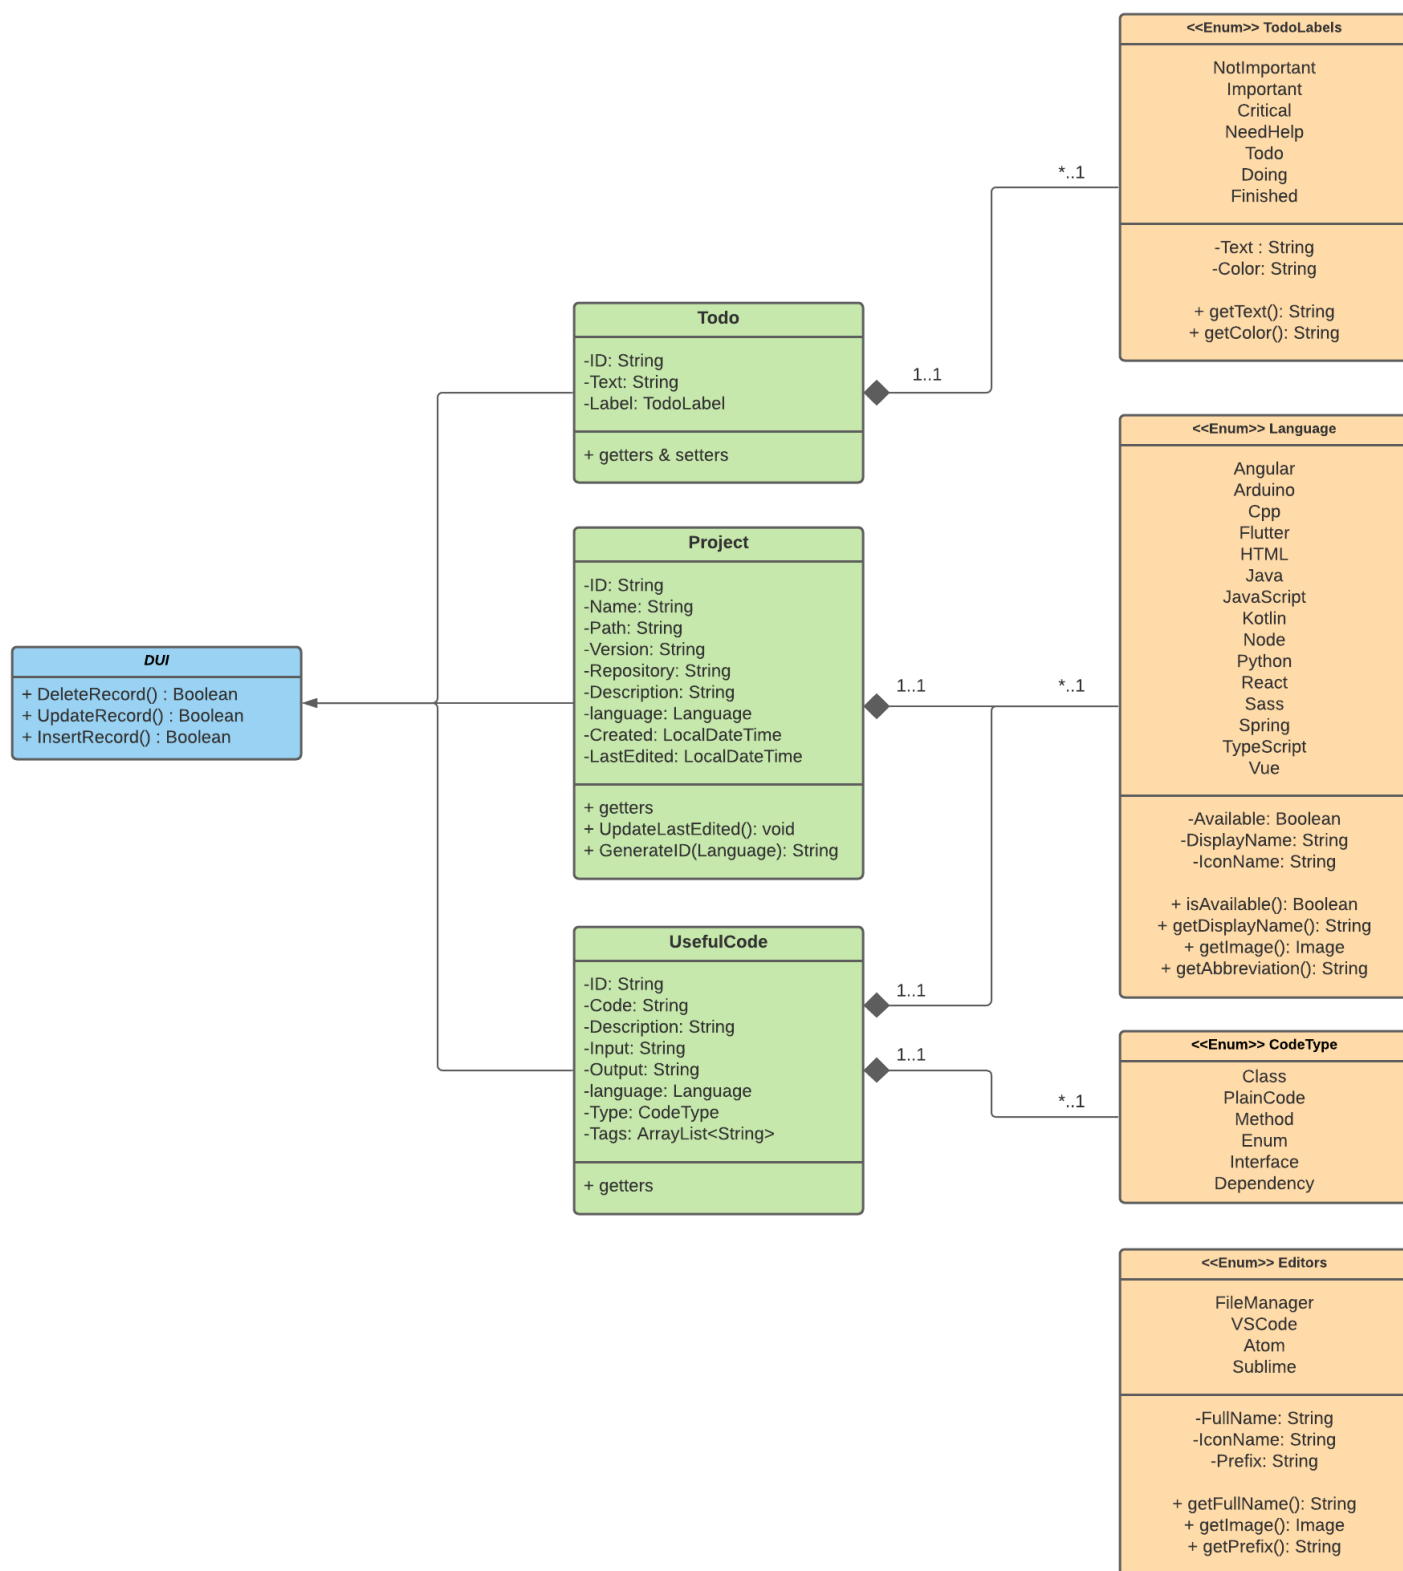 <<Enum>> TodoLabels
NotImportant
Important
Critical
NeedHelp
Todo
Doing
Finished
-Text : String
-Color: String
+ getText(): String
+ getColor(): String
*..1
1..1
Todo
-ID: String
-Text: String
-Label: TodoLabel
+ getters & setters
<<Enum>> Language
Angular
Arduino
Cpp
Flutter
HTML
Java
JavaScript
Kotlin
Node
Python
React
Sass
Spring
TypeScript
Vue
-Available: Boolean
-DisplayName: String
-IconName: String
+ isAvailable(): Boolean
+ getDisplayName(): String
+ getImage(): Image
+ getAbbreviation(): String
Project
-ID: String
-Name: String
-Path: String
-Version: String
-Repository: String
-Description: String
-language: Language
-Created: LocalDateTime
-LastEdited: LocalDateTime
+ getters
+ UpdateLastEdited(): void
+ GenerateID(Language): String
1..1
*..1
DUI
+ DeleteRecord() : Boolean
+ UpdateRecord() : Boolean
+ InsertRecord() : Boolean
UsefulCode
-ID: String
-Code: String
-Description: String
-Input: String
-Output: String
-language: Language
-Type: CodeType
-Tags: ArrayList<String>
+ getters
1..1
1..1
*..1
<<Enum>> CodeType
Class
PlainCode
Method
Enum
Interface
Dependency
<<Enum>> Editors
FileManager
VSCode
Atom
Sublime
-FullName: String
-IconName: String
-Prefix: String
+ getFullName(): String
+ getImage(): Image
+ getPrefix(): String